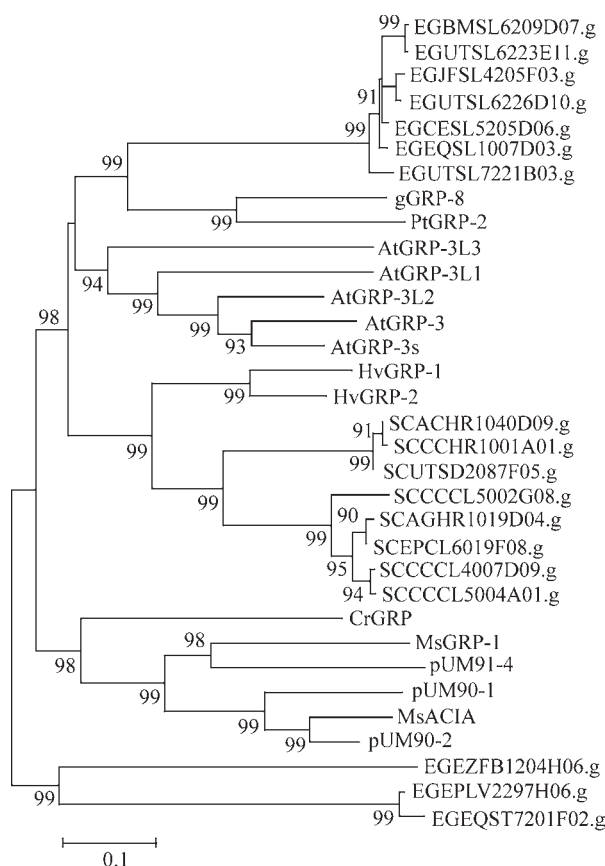 99
EGBMSL6209D07.g
EGUTSL6223E11.g
EGJFSL4205F03.g
91
EGUTSL6226D10.g
99
EGCESL5205D06.g
99
EGEQSL1007D03.g
EGUTSL7221B03.g
gGRP-8
99
PtGRP-2
AtGRP-3L3
94
AtGRP-3L1
99
AtGRP-3L2
98
99
AtGRP-3
93
AtGRP-3s
HvGRP-1
99
HvGRP-2
99
SCACHR1040D09.g
91
SCCCHR1001A01.g
99
SCUTSD2087F05.g
99
SCCCCL5002G08.g
90
SCAGHR1019D04.g
99
SCEPCL6019F08.g
95
SCCCCL4007D09.g
94
SCCCCL5004A01.g
CrGRP
98
98
MsGRP-1
pUM91-4
99
pUM90-1
99
MsACIA
99
pUM90-2
EGEZFB1204H06.g
99
EGEPLV2297H06.g
99
EGEQST7201F02.g
0.1